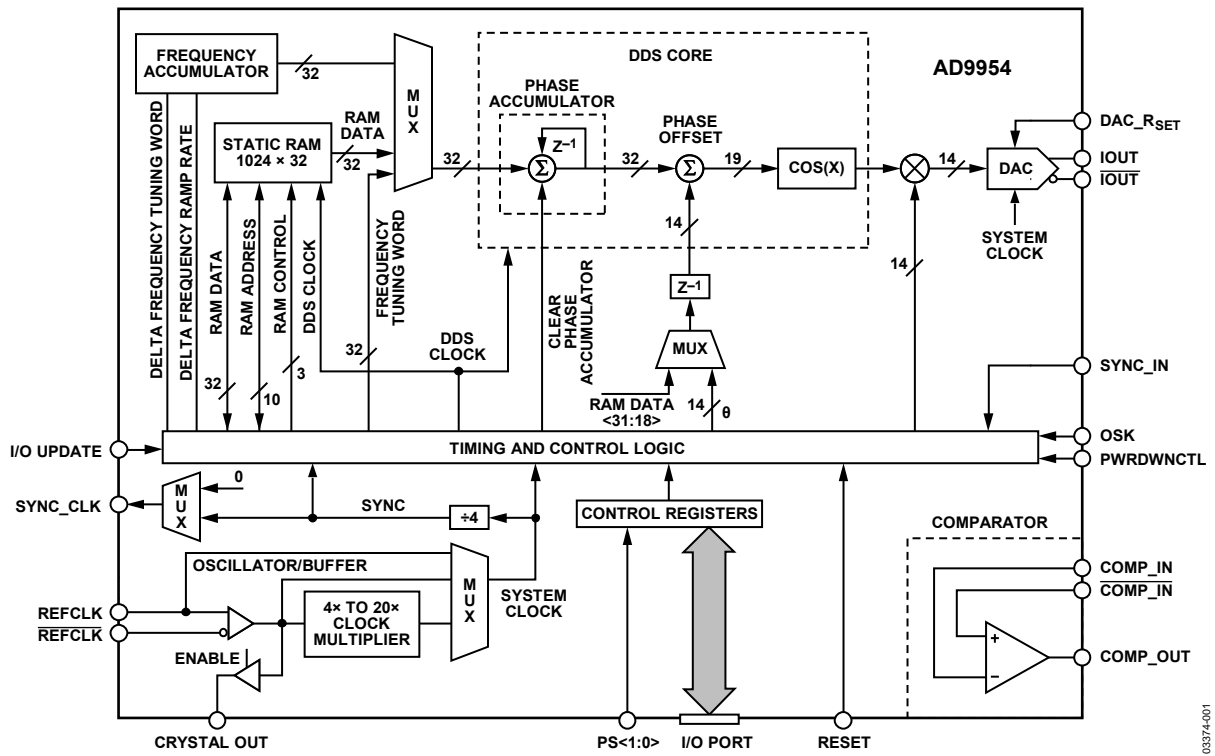 FREQUENCY
ACCUMULATOR
32
MUX
DDS CORE
AD9954
PHASE
ACCUMULATOR
Z–1
Σ
STATIC RAM
1024 × 32
RAM
DATA
32
32
32
PHASE
OFFSET
Σ
19
COS(X)
14
DAC
DAC_RSET
IOUT
IOUT
SYSTEM
CLOCK
DELTA FREQUENCY TUNING WORD
DELTA FREQUENCY RAMP RATE
RAM DATA
32
RAM ADDRESS
10
RAM CONTROL
3
DDS CLOCK
FREQUENCY
TUNING WORD
32
DDS
CLOCK
CLEAR
PHASE
ACCUMULATOR
14
Z–1
MUX
RAM DATA
<31:18>
14
θ
14
SYNC_IN
OSK
PWRDWNCTL
I/O UPDATE
TIMING AND CONTROL LOGIC
SYNC_CLK
MUX
0
SYNC
÷4
CONTROL REGISTERS
COMPARATOR
OSCILLATOR/BUFFER
REFCLK
REFCLK
4× TO 20×
CLOCK
MULTIPLIER
MUX
SYSTEM
CLOCK
ENABLE
COMP_IN
COMP_IN
+
–
COMP_OUT
CRYSTAL OUT
PS<1:0>
I/O PORT
RESET
03374-001